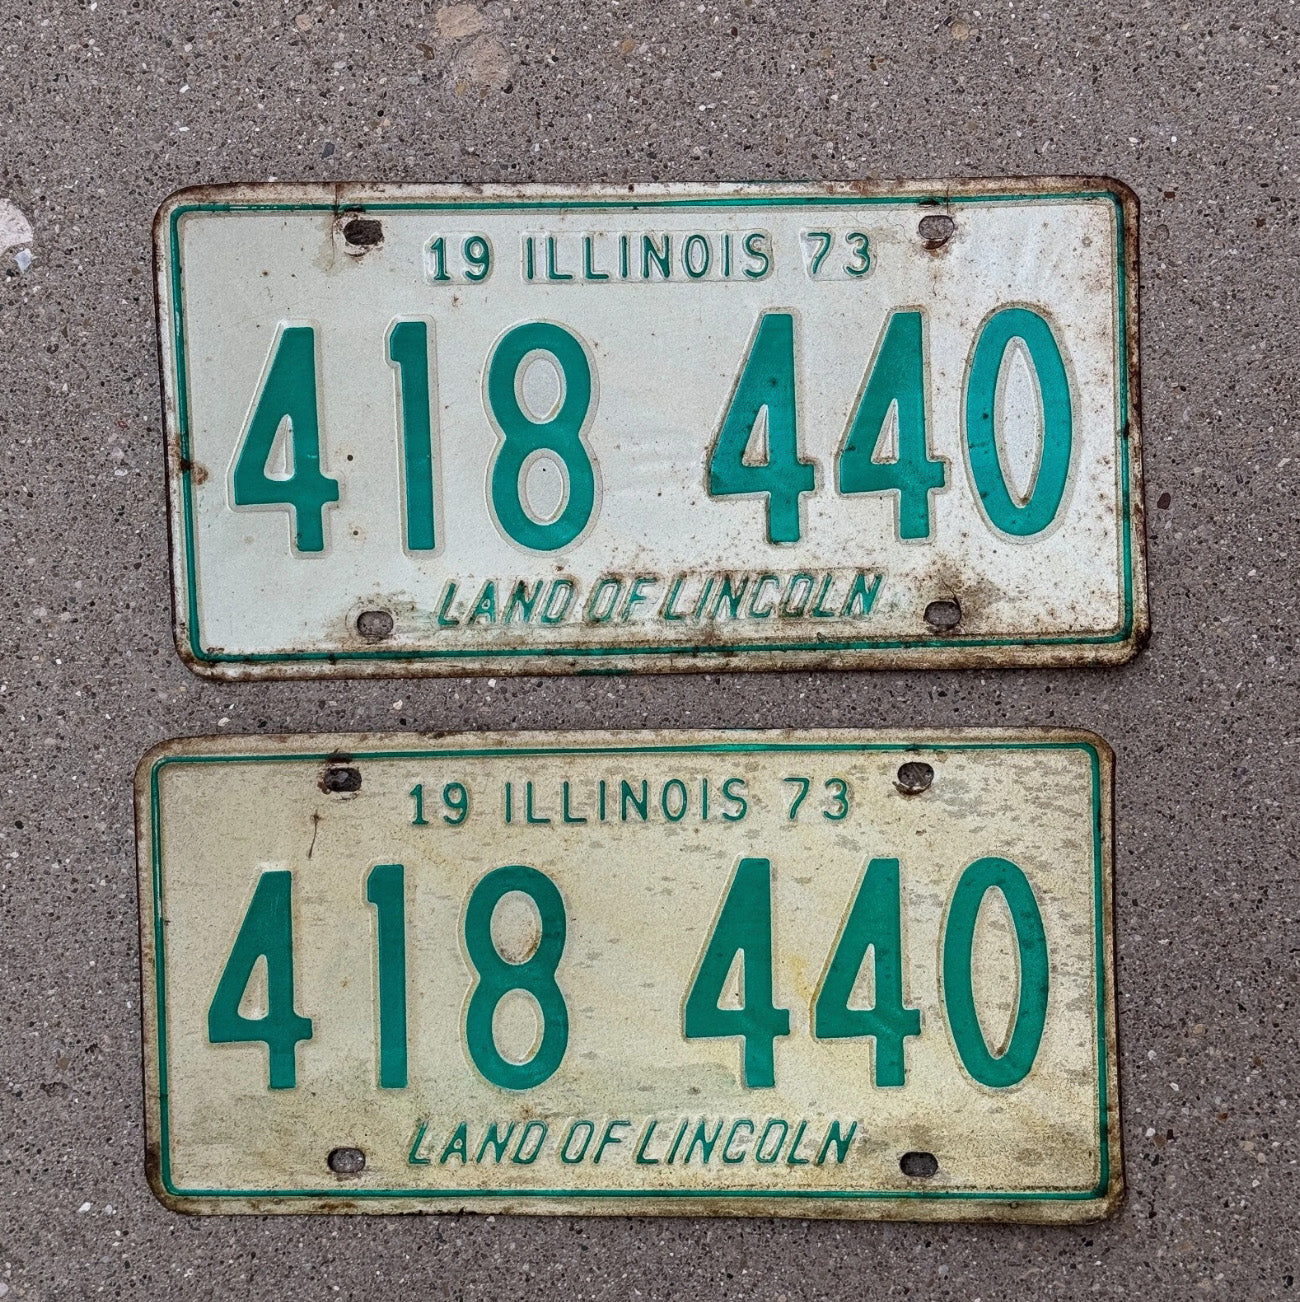 19 ILLINOIS 73
418 440
LAND OF LINCOLN
19 ILLINOIS 73
418 440
LAND OF LINCOLN